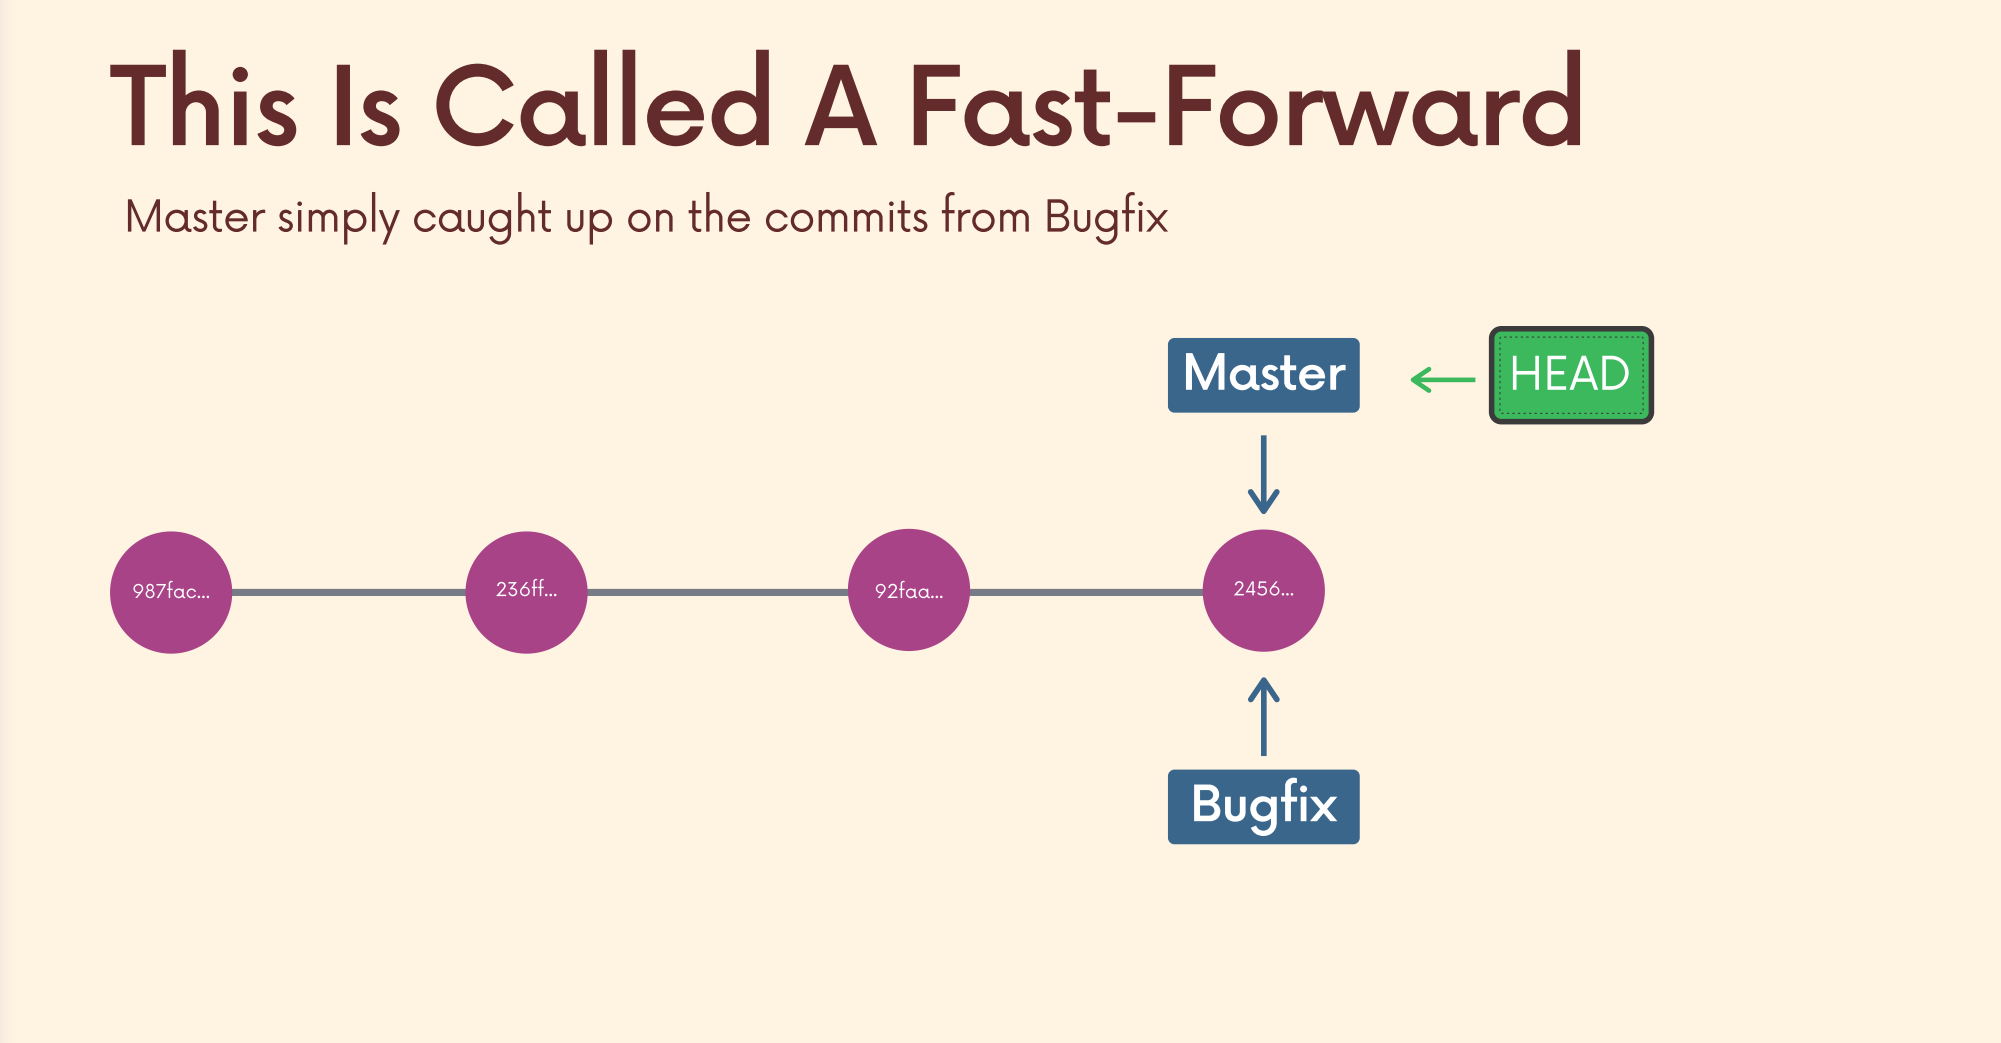 This Is Called A Fast-Forward
Master simply caught up on the commits from Bugfix
Master
HEAD
987fac...
236ff...
92faa...
2456...
Bugfix